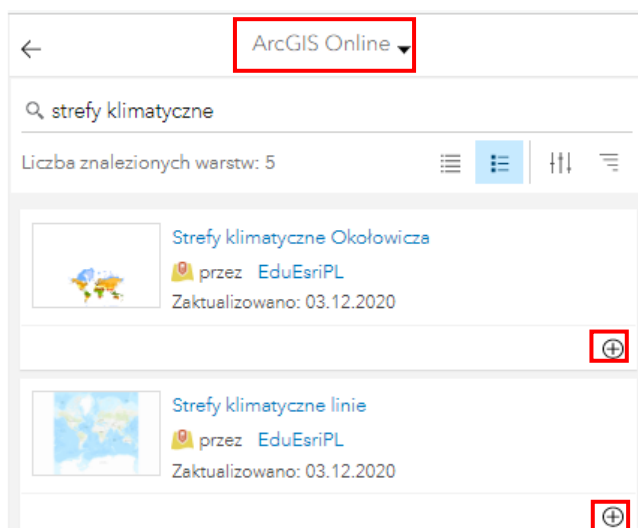 ArcGIS Online
strefy klimatyczne
Liczba znalezionych warstw: 5
Strefy klimatyczne Okołowicza
przez EduEsriPL
Zaktualizowano: 03.12.2020
Strefy klimatyczne linie
przez EduEsriPL
Zaktualizowano: 03.12.2020